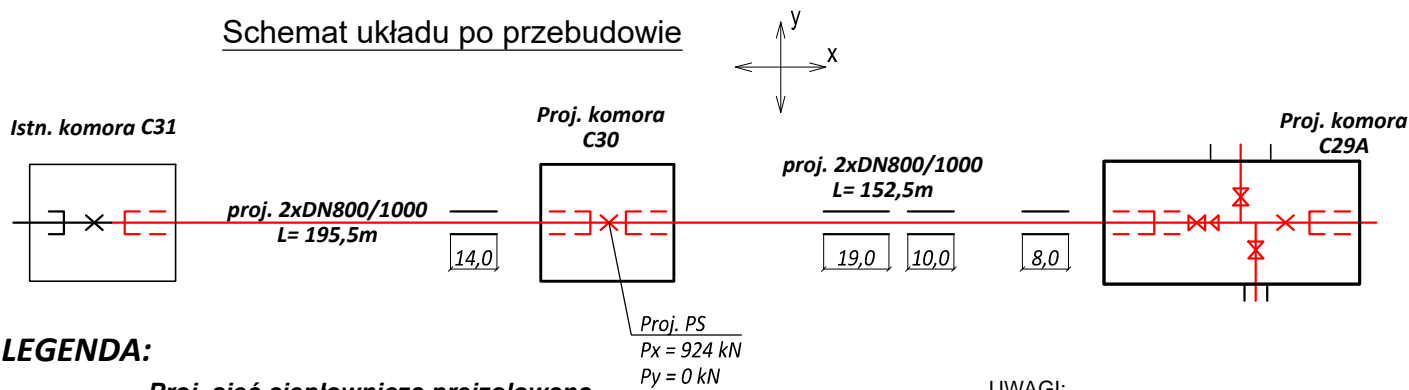 Schemat układu po przebudowie
y
x
Istn. komora C31
Proj. komora
C30
Proj. komora
C29A
proj. 2xDN800/1000
L= 195,5m
proj. 2xDN800/1000
L= 152,5m
14,0
19,0
10,0
8,0
Proj. PS
Px = 924 kN
Py = 0 kN
LEGENDA: